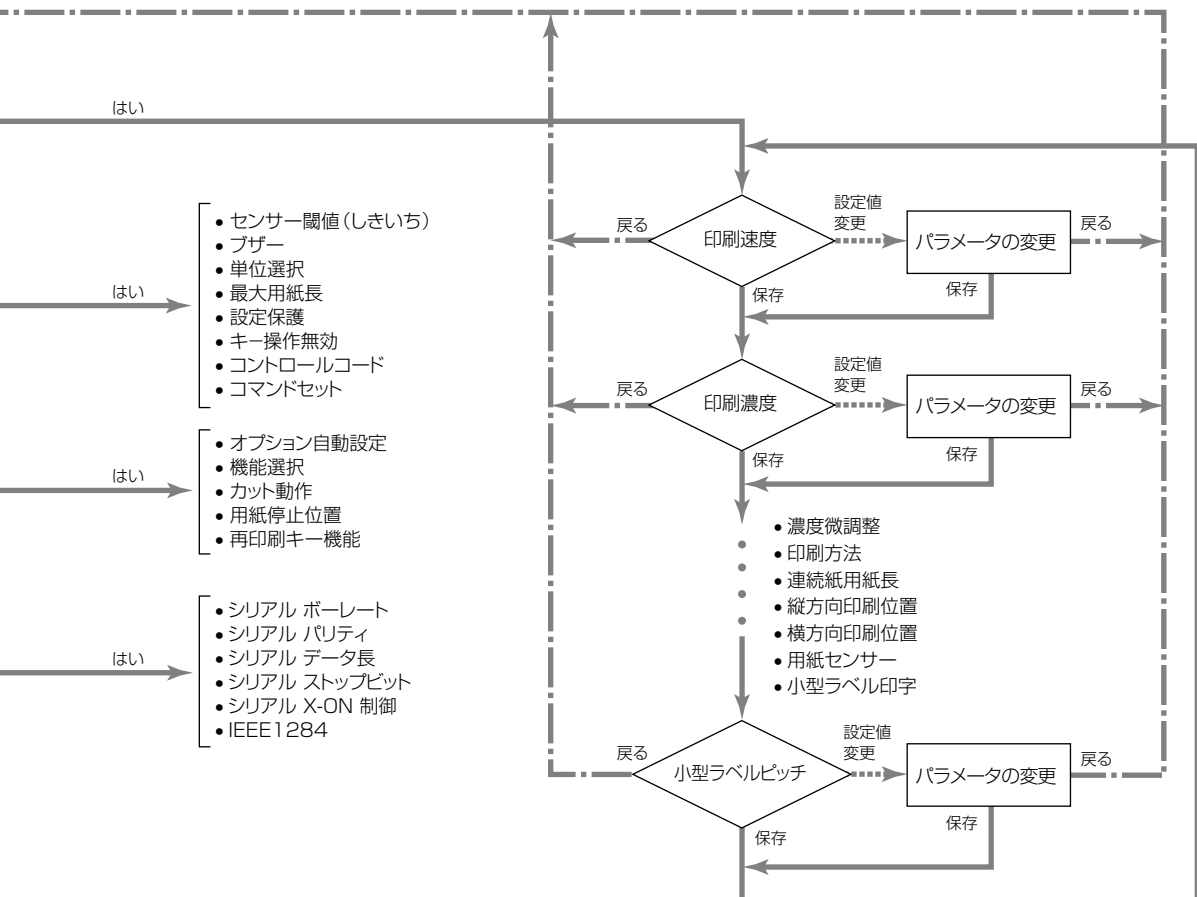 はい
はい
• センサー閾値（しきいち）
• ブザー
• 単位選択
• 最大用紙長
• 設定保護
• キー操作無効
• コントロールコード
• コマンドセット
はい
• オプション自動設定
• 機能選択
• カット動作
• 用紙停止位置
• 再印刷キー機能
はい
• シリアル ボーレート
• シリアル パリティ
• シリアル データ長
• シリアル ストップビット
• シリアル X-ON 制御
• IEEE1284
戻る
印刷速度
設定値
変更
パラメータの変更
戻る
保存
保存
戻る
印刷濃度
設定値
変更
パラメータの変更
戻る
保存
保存
• 濃度微調整
• 印刷方法
• 連続紙用紙長
• 縦方向印刷位置
• 横方向印刷位置
• 用紙センサー
• 小型ラベル印字
戻る
小型ラベルピッチ
設定値
変更
パラメータの変更
戻る
保存
保存